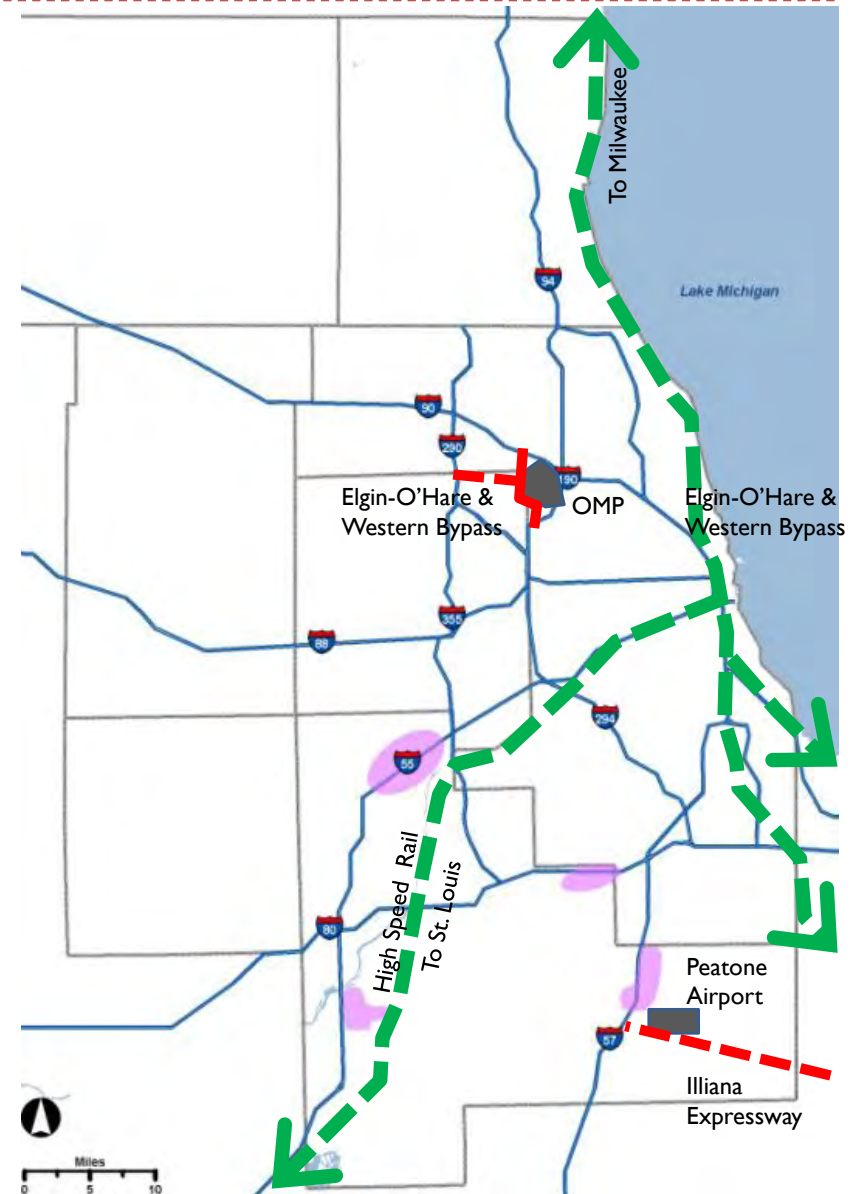 To Milwaukee
94
Lake Michigan
90
290
190
Elgin-O'Hare &
Western Bypass
OMP
Elgin-O'Hare &
Western Bypass
355
88
294
55
High Speed Rail
To St. Louis
80
Peatone
Airport
57
Illiana
Expressway
Miles
0
5
10